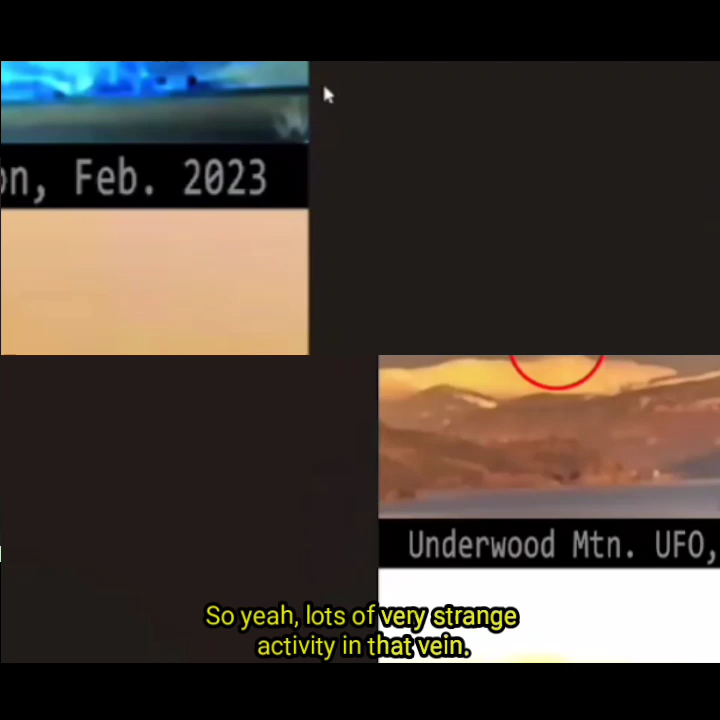 on, Feb. 2023
Underwood Mtn. UFO,
So yeah, lots of very strange
activity in that vein.